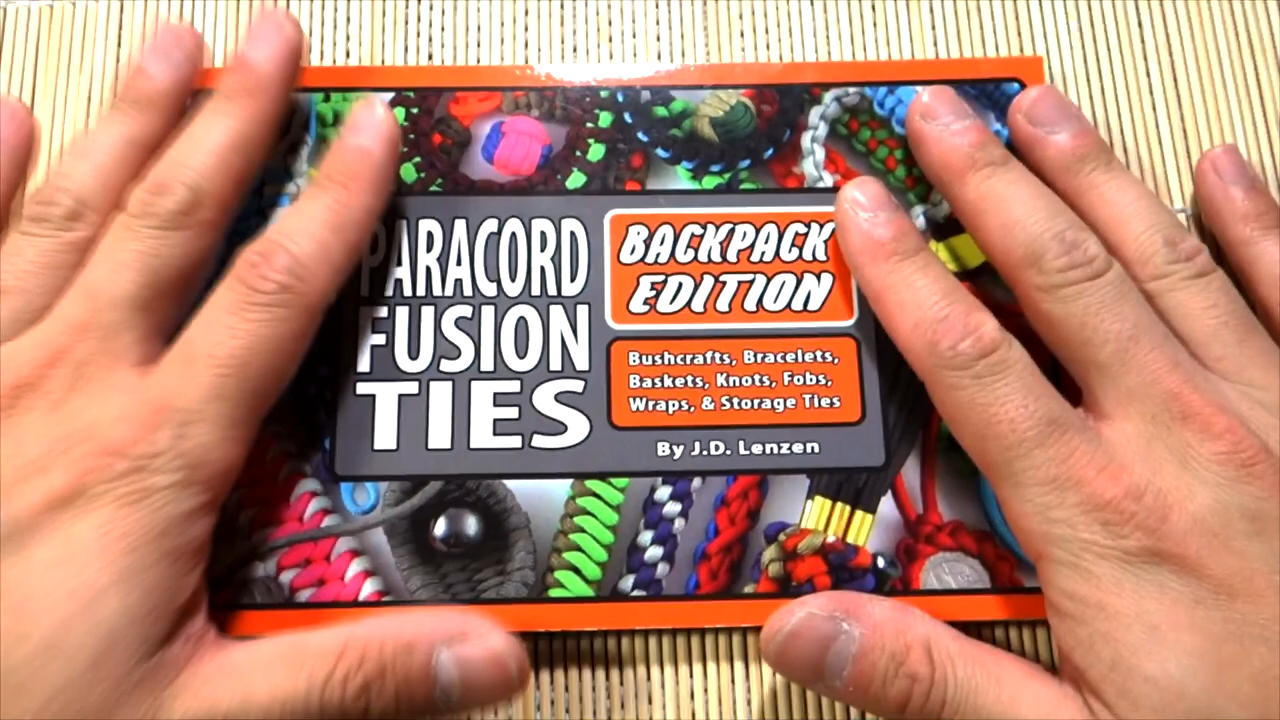 PARACORD
FUSION
TIES
BACKPACK
EDITION
Bushcrafts, Bracelets,
Baskets, Knots, Fobs,
Wraps, & Storage Ties
By J.D. Lenzen